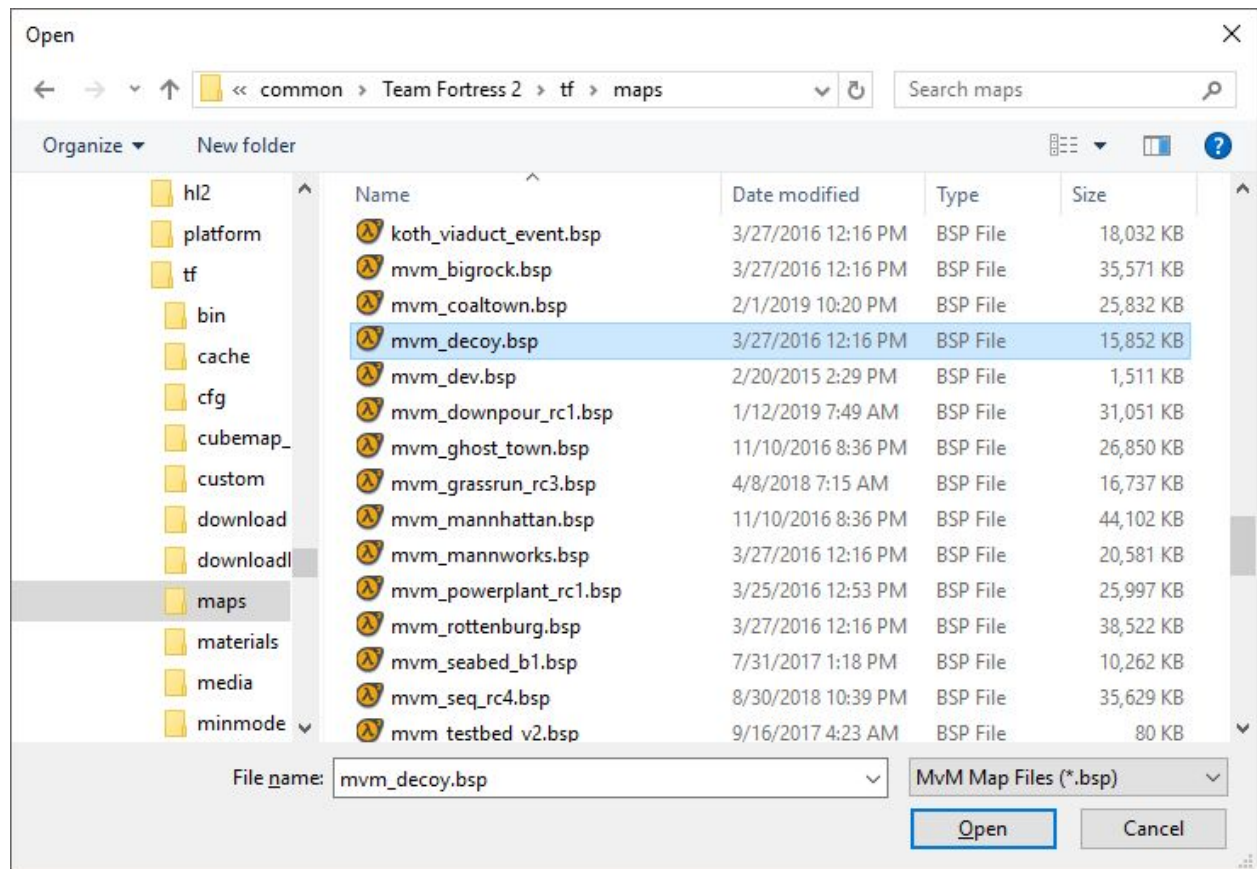 Open
« common > Team Fortress 2 > tf > maps Search maps
Organize New folder
Name Date modified Type Size
hl2
platform
tf
bin
cache
cfg
cubemap_
custom
download
downloadl
maps
materials
media
minmode
koth_viaduct_event.bsp 3/27/2016 12:16 PM BSP File 18,032 KB
mvm_bigrock.bsp 3/27/2016 12:16 PM BSP File 35,571 KB
mvm_coaltown.bsp 2/1/2019 10:20 PM BSP File 25,832 KB
mvm_decoy.bsp 3/27/2016 12:16 PM BSP File 15,852 KB
mvm_dev.bsp 2/20/2015 2:29 PM BSP File 1,511 KB
mvm_downpour_rc1.bsp 1/12/2019 7:49 AM BSP File 31,051 KB
mvm_ghost_town.bsp 11/10/2016 8:36 PM BSP File 26,850 KB
mvm_grassrun_rc3.bsp 4/8/2018 7:15 AM BSP File 16,737 KB
mvm_mannhattan.bsp 11/10/2016 8:36 PM BSP File 44,102 KB
mvm_mannworks.bsp 3/27/2016 12:16 PM BSP File 20,581 KB
mvm_powerplant_rc1.bsp 3/25/2016 12:53 PM BSP File 25,997 KB
mvm_rottenburg.bsp 3/27/2016 12:16 PM BSP File 38,522 KB
mvm_seabed_b1.bsp 7/31/2017 1:18 PM BSP File 10,262 KB
mvm_seq_rc4.bsp 8/30/2018 10:39 PM BSP File 35,629 KB
mvm_testbed_v2.bsp 9/16/2017 4:23 AM BSP File 80 KB
File name: mvm_decoy.bsp MvM Map Files (*.bsp)
Open Cancel